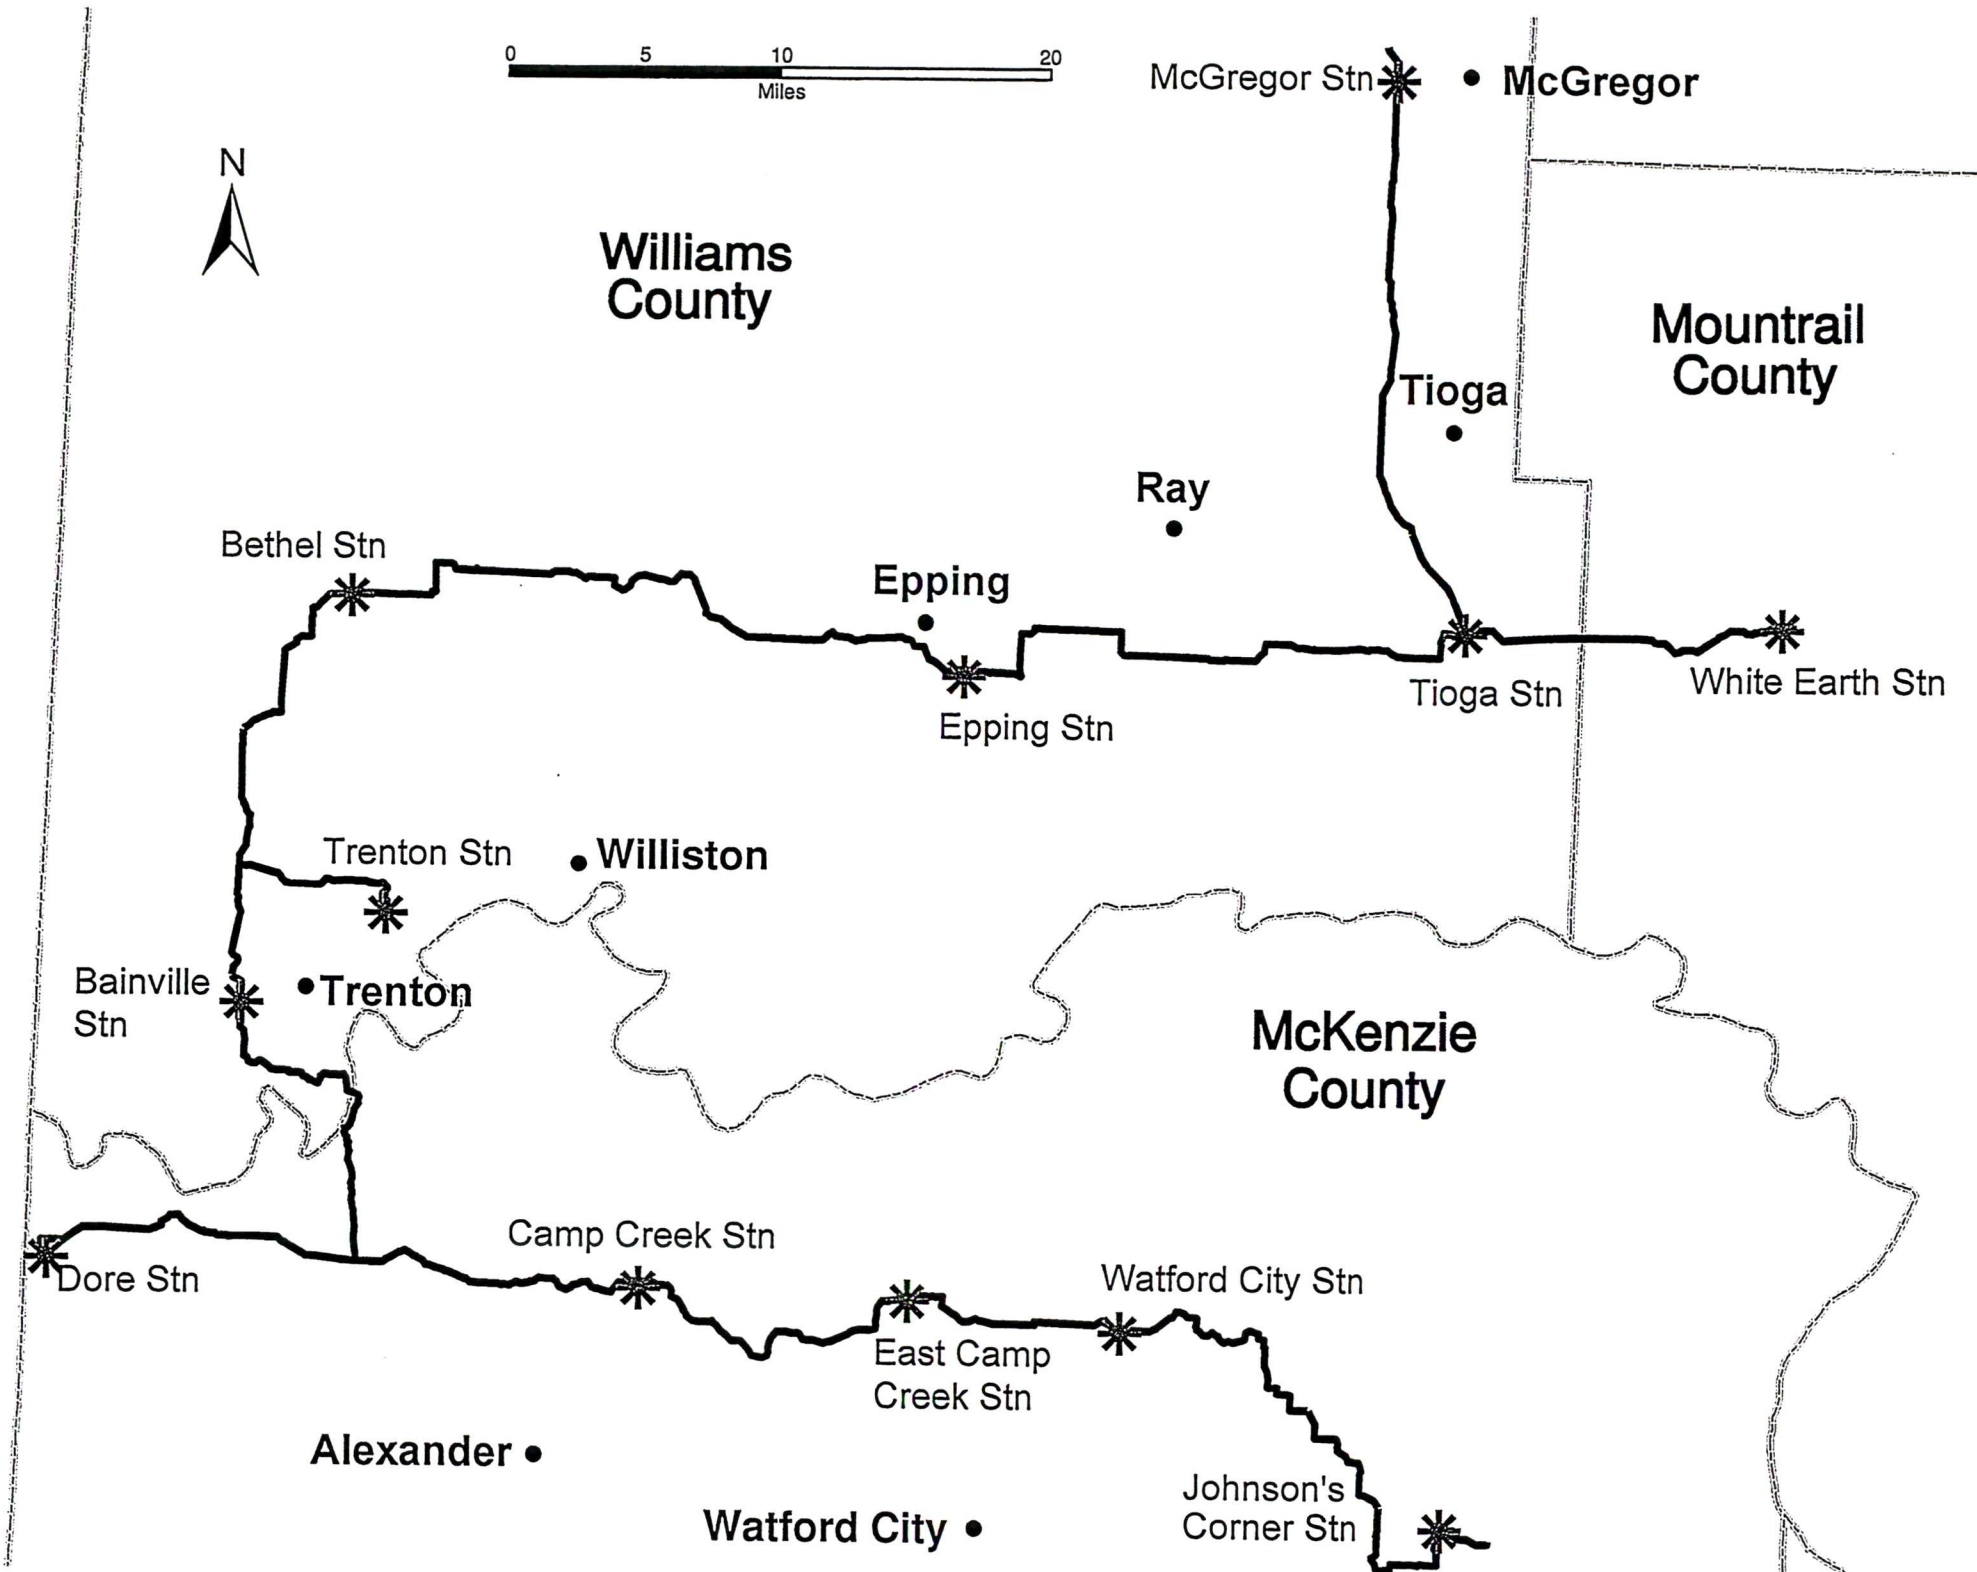 0 5 10 20
Miles
McGregor Stn
McGregor
N
Williams
County
Mountrail
County
Tioga
Ray
Bethel Stn
Epping
Epping Stn
Tioga Stn
White Earth Stn
Trenton Stn
Williston
Bainville
Stn
Trenton
McKenzie
County
Camp Creek Stn
Dore Stn
Watford City Stn
East Camp
Creek Stn
Alexander
Johnson's
Corner Stn
Watford City